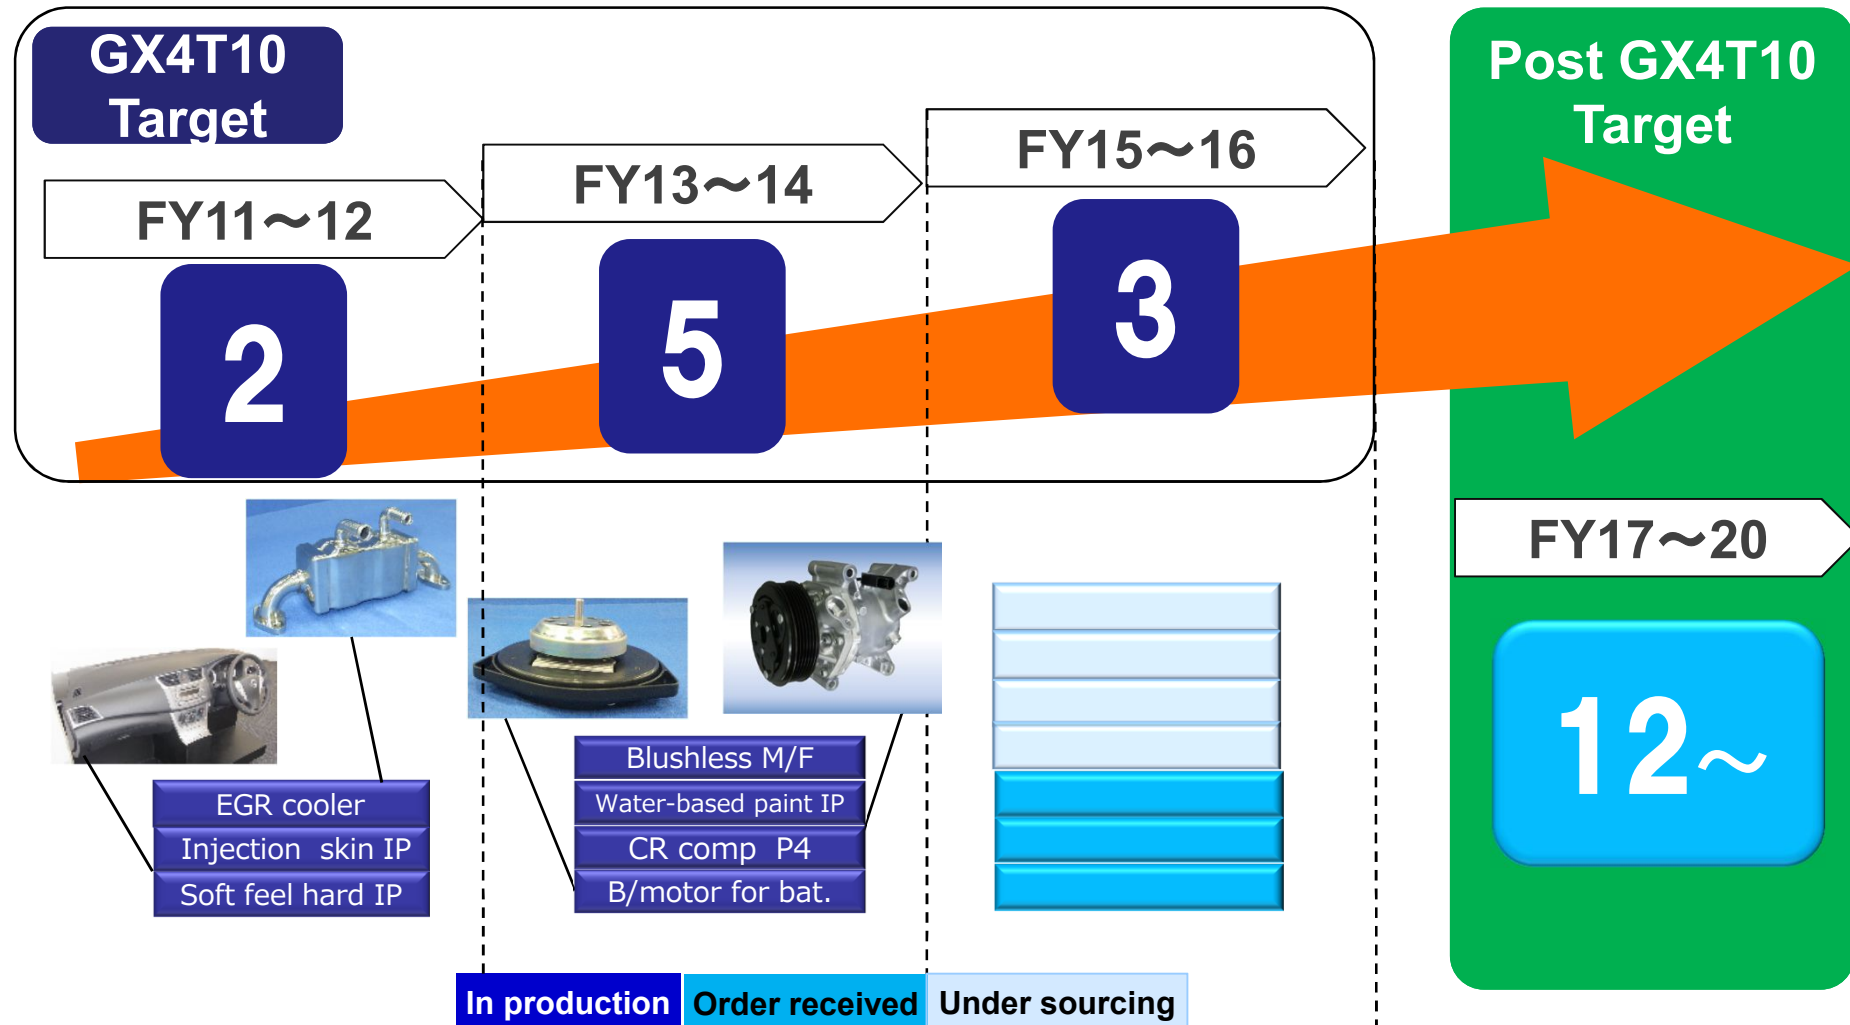 GX4T10
Target
Post GX4T10
Target
FY11～12
FY13～14
FY15～16
2
5
3
FY17～20
12～
EGR cooler
Injection skin IP
Soft feel hard IP
Blushless M/F
Water-based paint IP
CR comp P4
B/motor for bat.
In production
Order received
Under sourcing